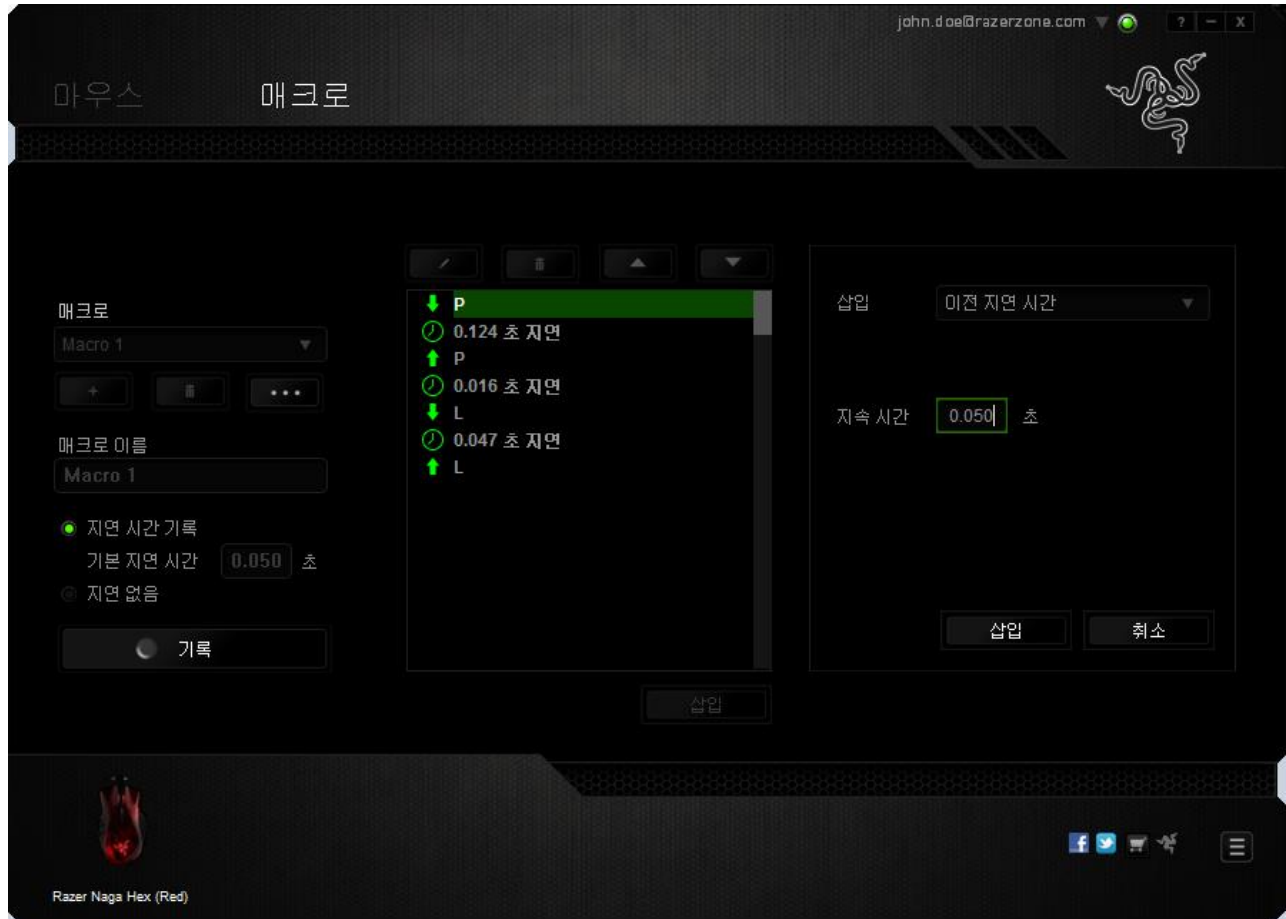 john.doe@razerzone.com
? – X
마우스
매크로
매크로
Macro 1
매크로 이름
Macro 1
지연 시간 기록
기본 지연 시간 0.050 초
지연 없음
기록
P
0.124 초 지연
P
0.016 초 지연
L
0.047 초 지연
L
삽입
삽입 이전 지연 시간
지속 시간 0.050 초
삽입 취소
Razer Naga Hex (Red)